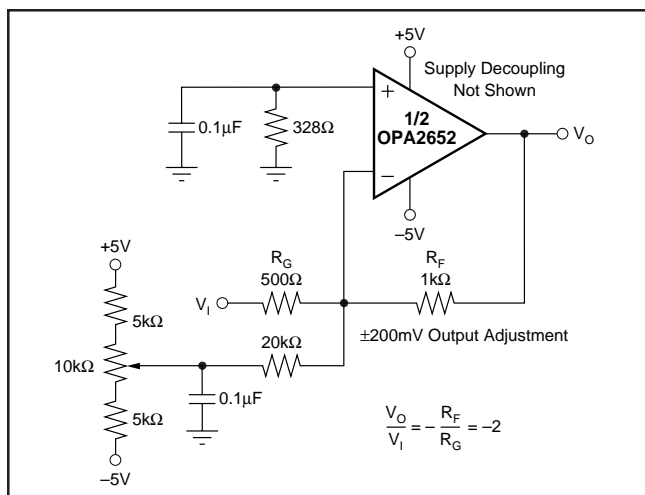 +5V
Supply Decoupling
Not Shown
+
0.1µF
328Ω
1/2
OPA2652
V_O
–
–5V
+5V
R_G
500Ω
R_F
1kΩ
V_I
5kΩ
±200mV Output Adjustment
20kΩ
10kΩ
0.1µF
5kΩ
V_O/V_I = – R_F/R_G = –2
–5V